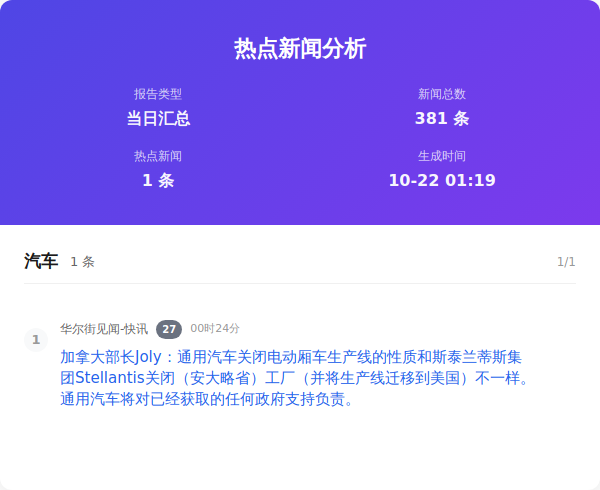 热点新闻分析
报告类型
当日汇总
新闻总数
381 条
热点新闻
1 条
生成时间
10-22 01:19
汽车 1 条 1/1
1 华尔街见闻-快讯 27 00时24分
加拿大部长Joly：通用汽车关闭电动厢车生产线的性质和斯泰兰蒂斯集
团Stellantis关闭（安大略省）工厂（并将生产线迁移到美国）不一样。
通用汽车将对已经获取的任何政府支持负责。